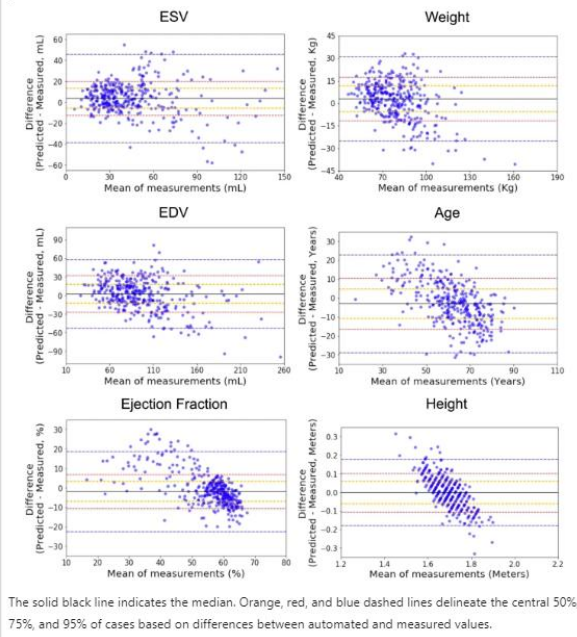 ESV
Weight
60
40
20
0
−20
−40
−60
Difference
(Predicted - Measured, mL)
0 30 60 90 120 150
Mean of measurements (mL)
45
30
15
0
−15
−30
−45
Difference
(Predicted - Measured, Kg)
40 70 100 130 160 190
Mean of measurements (Kg)
EDV
Age
90
60
30
0
−30
−60
−90
Difference
(Predicted - Measured, mL)
10 60 110 160 210 260
Mean of measurements (mL)
30
20
10
0
−10
−20
−30
Difference
(Predicted - Measured, Years)
10 30 50 70 90 110
Mean of measurements (Years)
Ejection Fraction
Height
30
20
10
0
−10
−20
−30
Difference
(Predicted - Measured, %)
10 20 30 40 50 60 70 80
Mean of measurements (%)
0.3
0.2
0.1
0.0
−0.1
−0.2
−0.3
Difference
(Predicted - Measured, Meters)
1.2 1.4 1.6 1.8 2.0 2.2
Mean of measurements (Meters)
The solid black line indicates the median. Orange, red, and blue dashed lines delineate the central 50%
75%, and 95% of cases based on differences between automated and measured values.